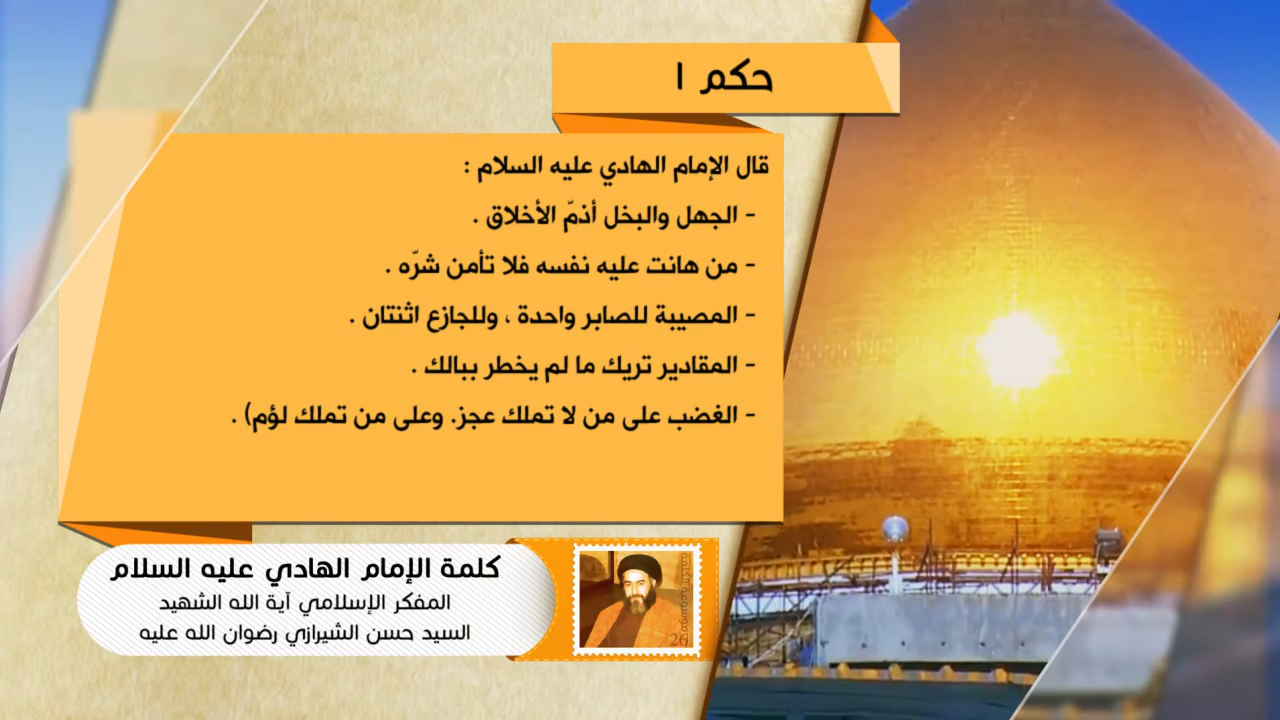 حكم ١
قال الإمام الهادي عليه السلام :
- الجهل والبخل أذمّ الأخلاق .
- من هانت عليه نفسه فلا تأمن شرّه .
- المصيبة للصابر واحدة ، وللجازع اثنتان .
- المقادير تريك ما لم يخطر ببالك .
- الغضب على من لا تملك عجز. وعلى من تملك لؤم) .
كلمة الإمام الهادي عليه السلام
المفكر الإسلامي آية الله الشهيد
السيد حسن الشيرازي رضوان الله عليه
26